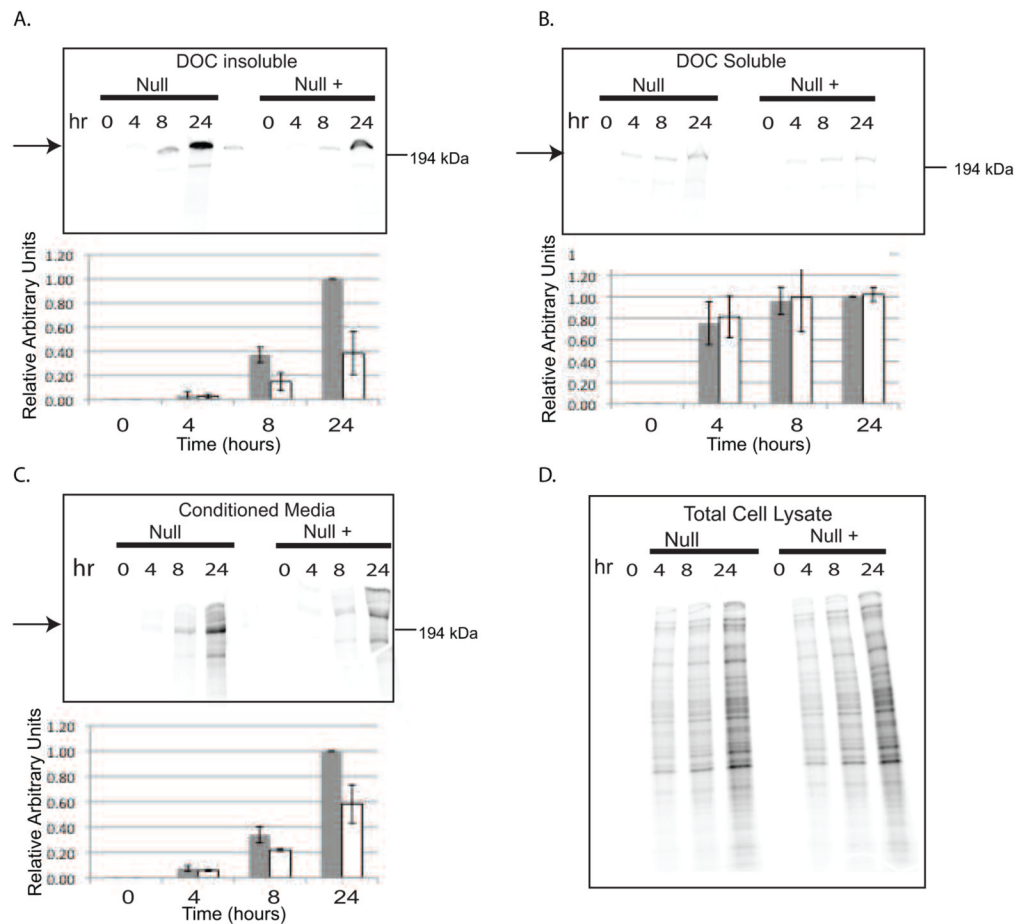 A.
DOC insoluble
Null Null +
hr 0 4 8 24 0 4 8 24
194 kDa
Relative Arbitrary Units
1.20
1.00
0.80
0.60
0.40
0.20
0.00
0 4 8 24
Time (hours)
B.
DOC Soluble
Null Null +
hr 0 4 8 24 0 4 8 24
194 kDa
Relative Arbitrary Units
1
1.20
1.00
0.80
0.60
0.40
0.20
0.00
0 4 8 24
Time (hours)
C.
Conditioned Media
Null Null +
hr 0 4 8 24 0 4 8 24
194 kDa
Relative Arbitrary Units
1.20
1.00
0.80
0.60
0.40
0.20
0.00
0 4 8 24
Time (hours)
D.
Total Cell Lysate
Null Null +
hr 0 4 8 24 0 4 8 24